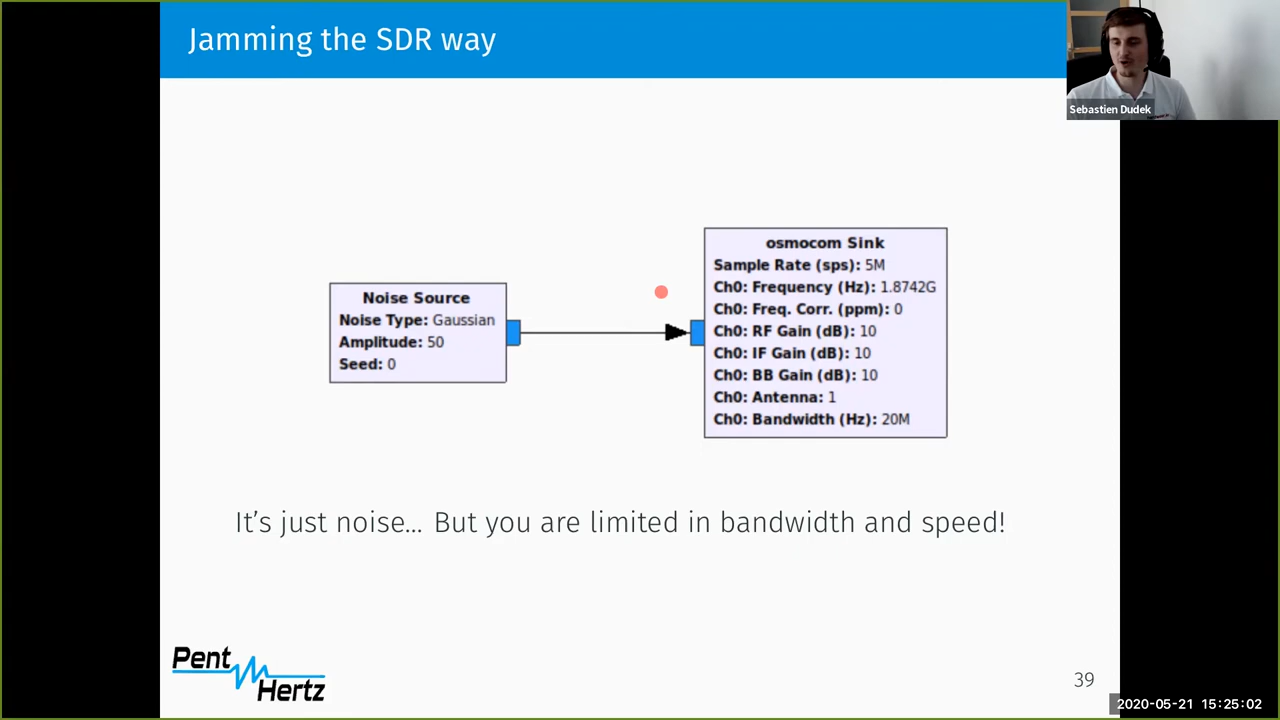 Jamming the SDR way
Sebastien Dudek
Noise Source
Noise Type: Gaussian
Amplitude: 50
Seed: 0
osmocom Sink
Sample Rate (sps): 5M
Ch0: Frequency (Hz): 1.8742G
Ch0: Freq. Corr. (ppm): 0
Ch0: RF Gain (dB): 10
Ch0: IF Gain (dB): 10
Ch0: BB Gain (dB): 10
Ch0: Antenna: 1
Ch0: Bandwidth (Hz): 20M
It's just noise... But you are limited in bandwidth and speed!
Pent
Hertz
39
2020-05-21 15:25:02